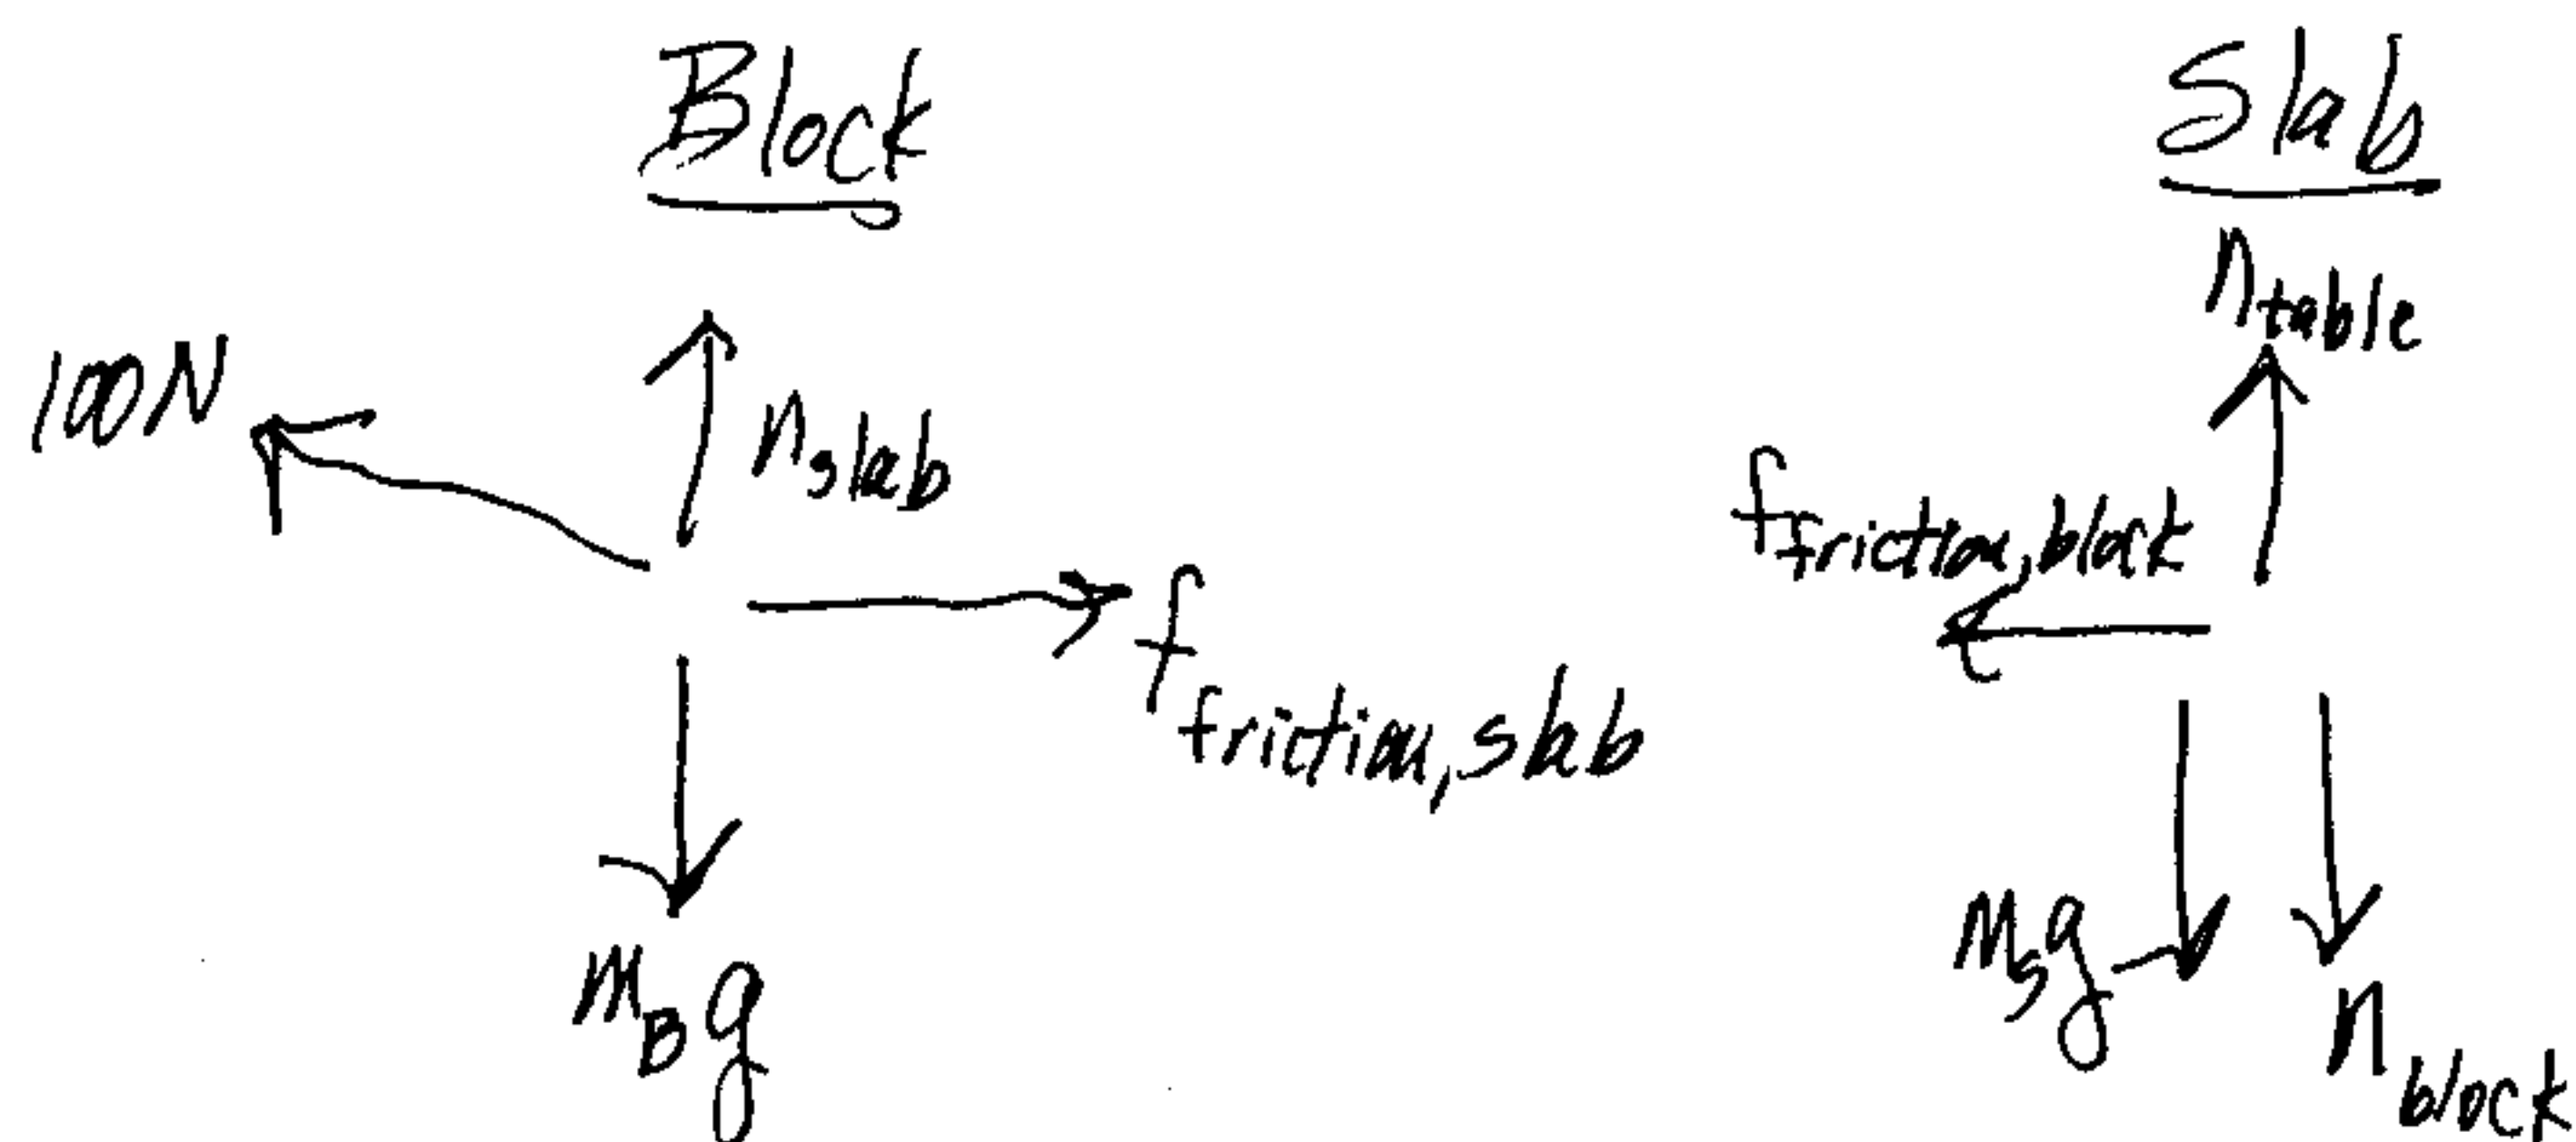 Block
Slab
100N
n_slab
f_friction,slab
m_B g
n_table
f_friction,block
m_s g
n_block